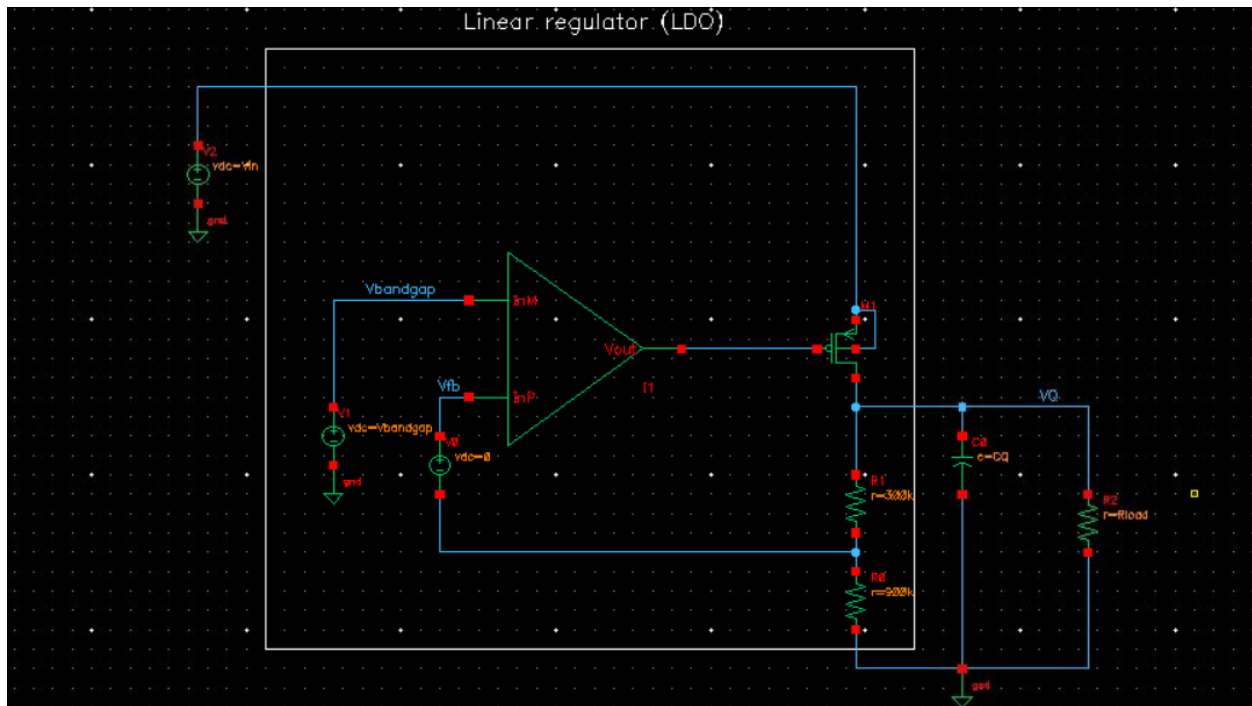 Linear regulator (LDO)
V2
vdc=Vin
gnd
Vbandgap
InM
M1
Vout
I1
Vfb
InP
V1
vdc=Vbandgap
V0
vdc=0
gnd
VQ
C0
c=CQ
R1
r=300k
R2
r=Rload
R0
r=900k
gnd